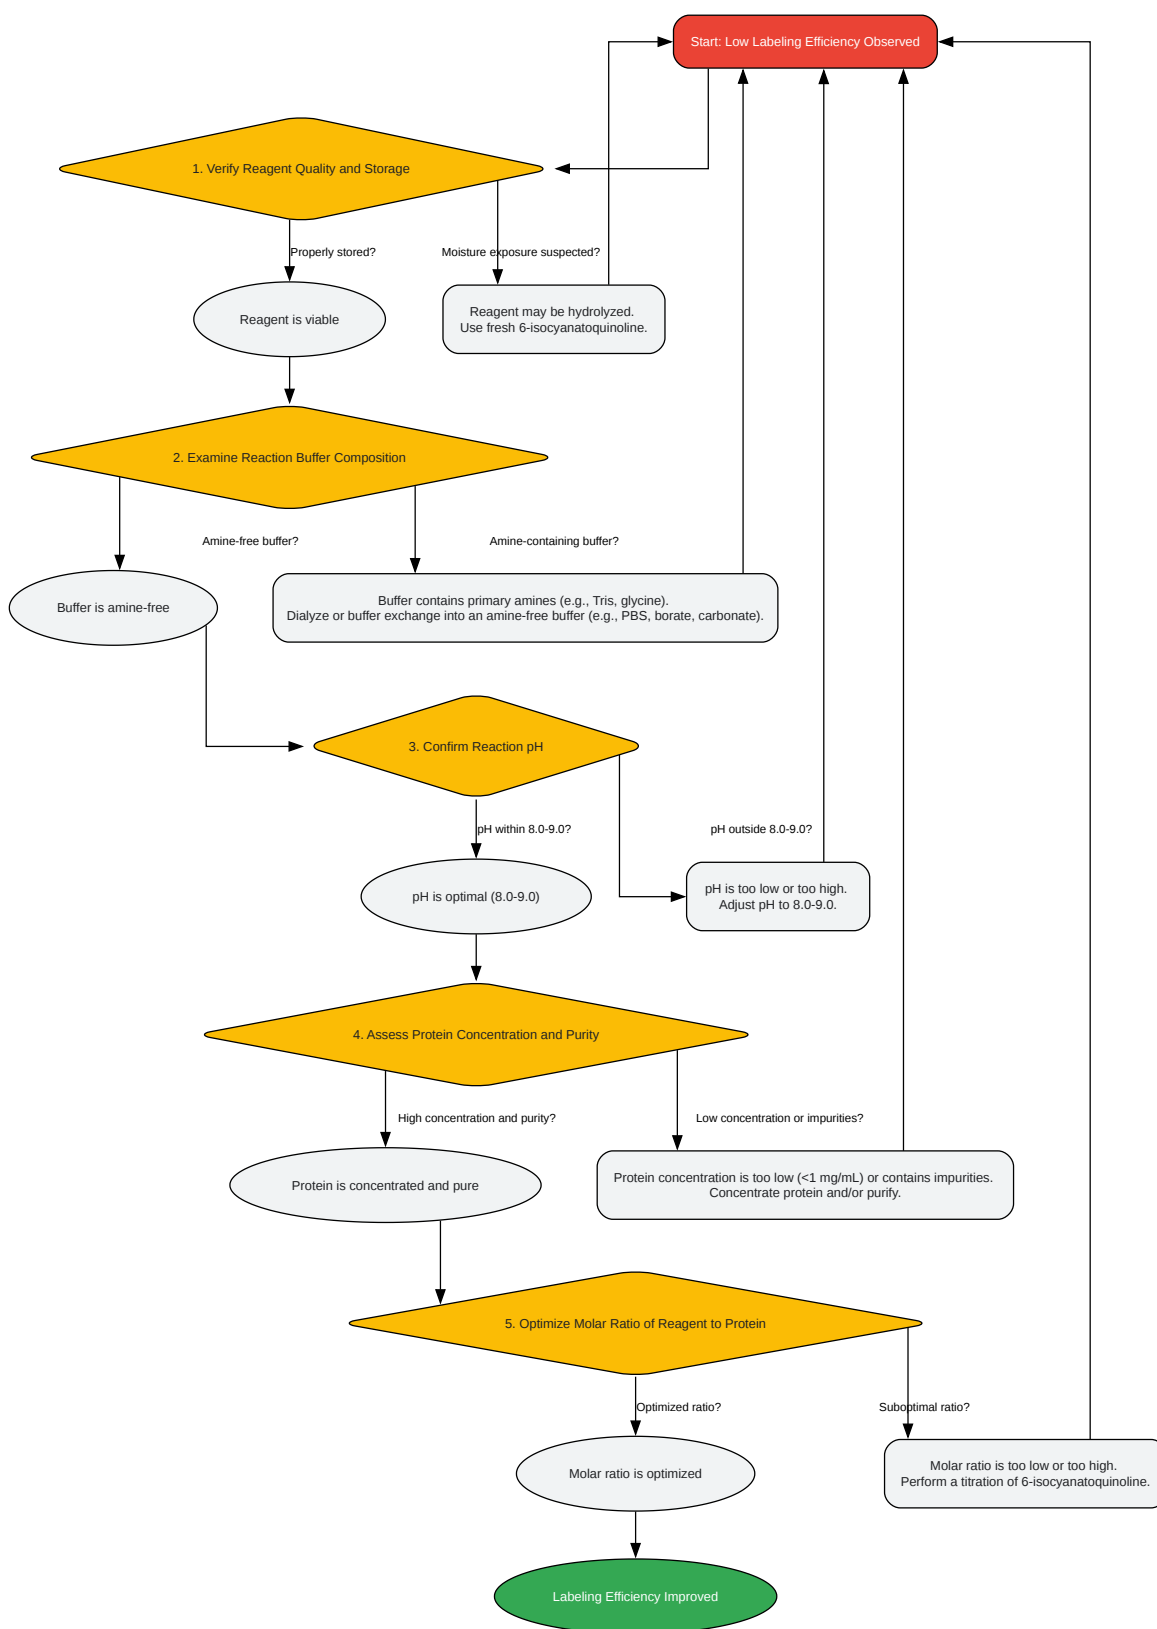 Start: Low Labeling Efficiency Observed
1. Verify Reagent Quality and Storage
Properly stored?
Moisture exposure suspected?
Reagent is viable
Reagent may be hydrolyzed.
Use fresh 6-isocyanatoquinoline.
2. Examine Reaction Buffer Composition
Amine-free buffer?
Amine-containing buffer?
Buffer is amine-free
Buffer contains primary amines (e.g., Tris, glycine).
Dialyze or buffer exchange into an amine-free buffer (e.g., PBS, borate, carbonate).
3. Confirm Reaction pH
pH within 8.0-9.0?
pH outside 8.0-9.0?
pH is optimal (8.0-9.0)
pH is too low or too high.
Adjust pH to 8.0-9.0.
4. Assess Protein Concentration and Purity
High concentration and purity?
Low concentration or impurities?
Protein is concentrated and pure
Protein concentration is too low (<1 mg/mL) or contains impurities.
Concentrate protein and/or purify.
5. Optimize Molar Ratio of Reagent to Protein
Optimized ratio?
Suboptimal ratio?
Molar ratio is optimized
Molar ratio is too low or too high.
Perform a titration of 6-isocyanatoquinoline.
Labeling Efficiency Improved